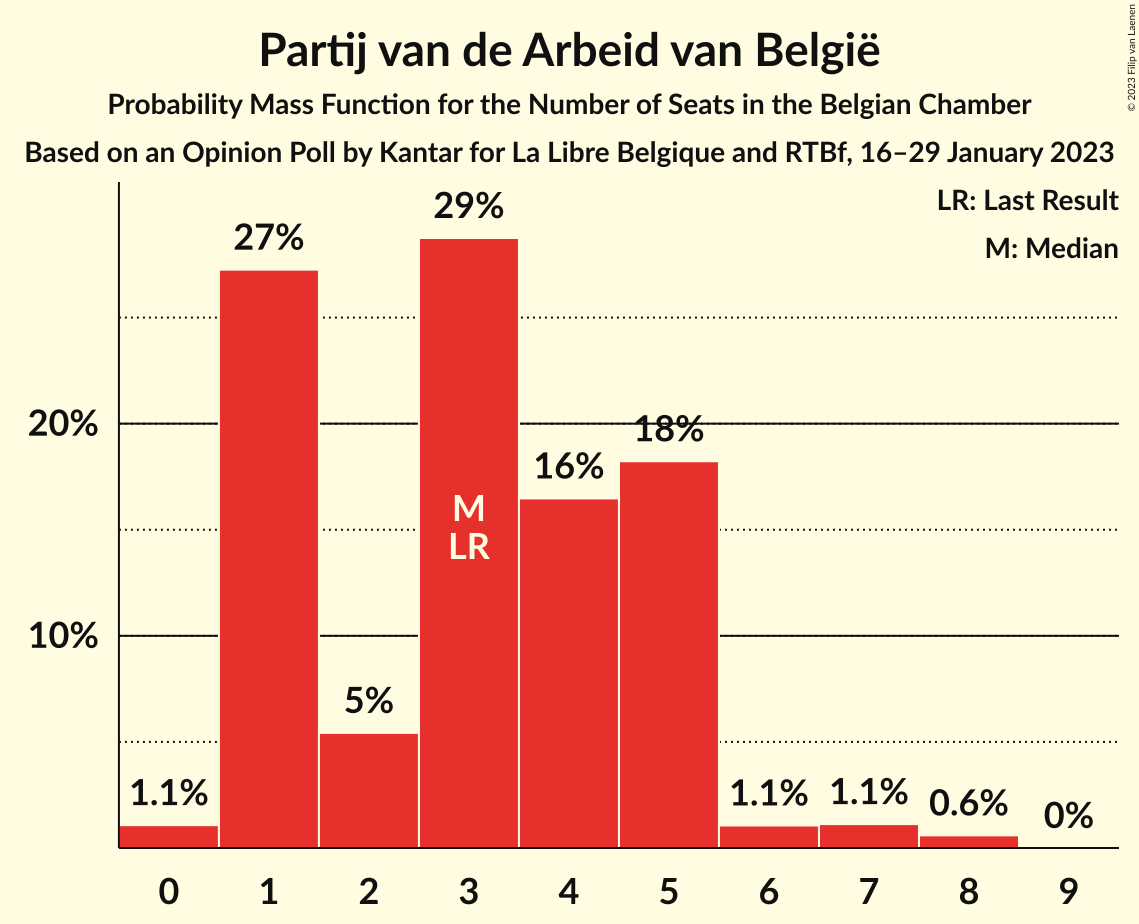 Partij van de Arbeid van België
Probability Mass Function for the Number of Seats in the Belgian Chamber
Based on an Opinion Poll by Kantar for La Libre Belgique and RTBf, 16–29 January 2023
© 2023 Filip van Laenen
LR: Last Result
M: Median
29%
27%
20%
18%
16%
M
LR
10%
5%
1.1%
1.1%
1.1%
0.6%
0%
0 1 2 3 4 5 6 7 8 9